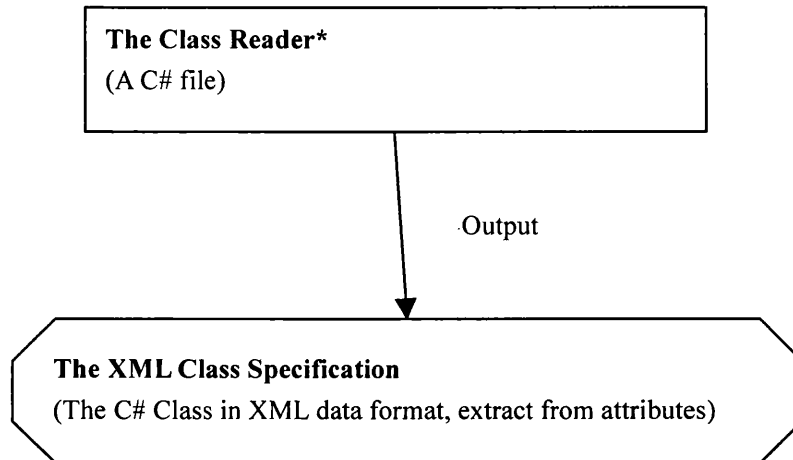 The Class Reader*
(A C# file)
Output
The XML Class Specification
(The C# Class in XML data format, extract from attributes)